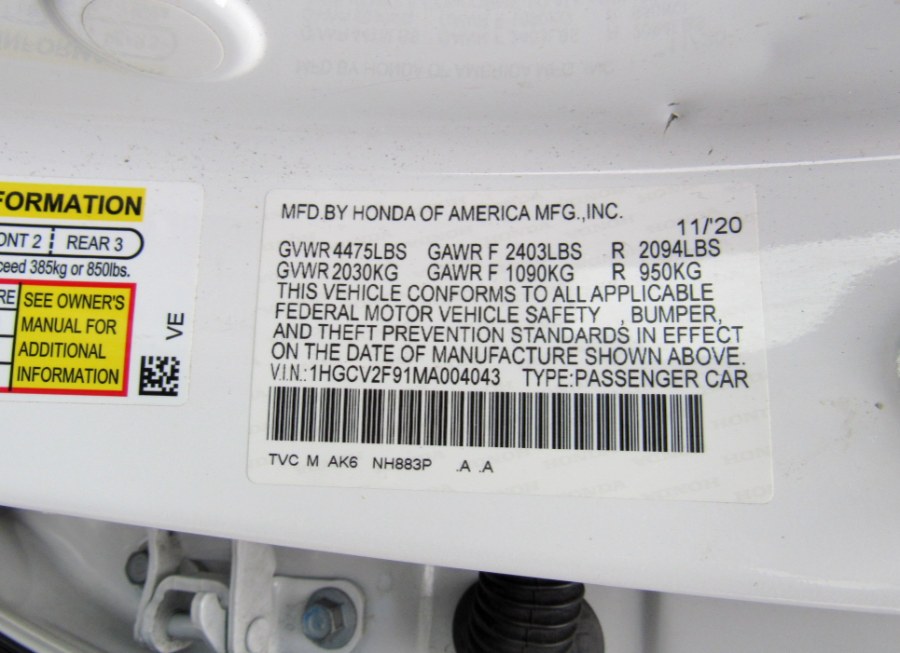 FORMATION
ONT 2 REAR 3
ceed 385kg or 850lbs.
RE
SEE OWNER'S
MANUAL FOR
ADDITIONAL
INFORMATION
VE
MFD.BY HONDA OF AMERICA MFG.,INC.
11/'20
GVWR 4475LBS GAWR F 2403LBS R 2094LBS
GVWR 2030KG GAWR F 1090KG R 950KG
THIS VEHICLE CONFORMS TO ALL APPLICABLE
FEDERAL MOTOR VEHICLE SAFETY , BUMPER,
AND THEFT PREVENTION STANDARDS IN EFFECT
ON THE DATE OF MANUFACTURE SHOWN ABOVE.
V.I.N.:1HGCV2F91MA004043 TYPE:PASSENGER CAR
TVC M AK6 NH883P .A .A